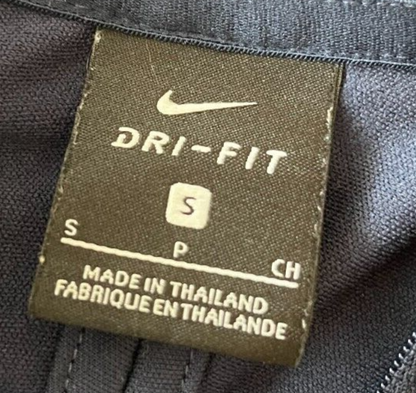 DRI-FIT
S
S P CH
MADE IN THAILAND
FABRIQUE EN THAILANDE